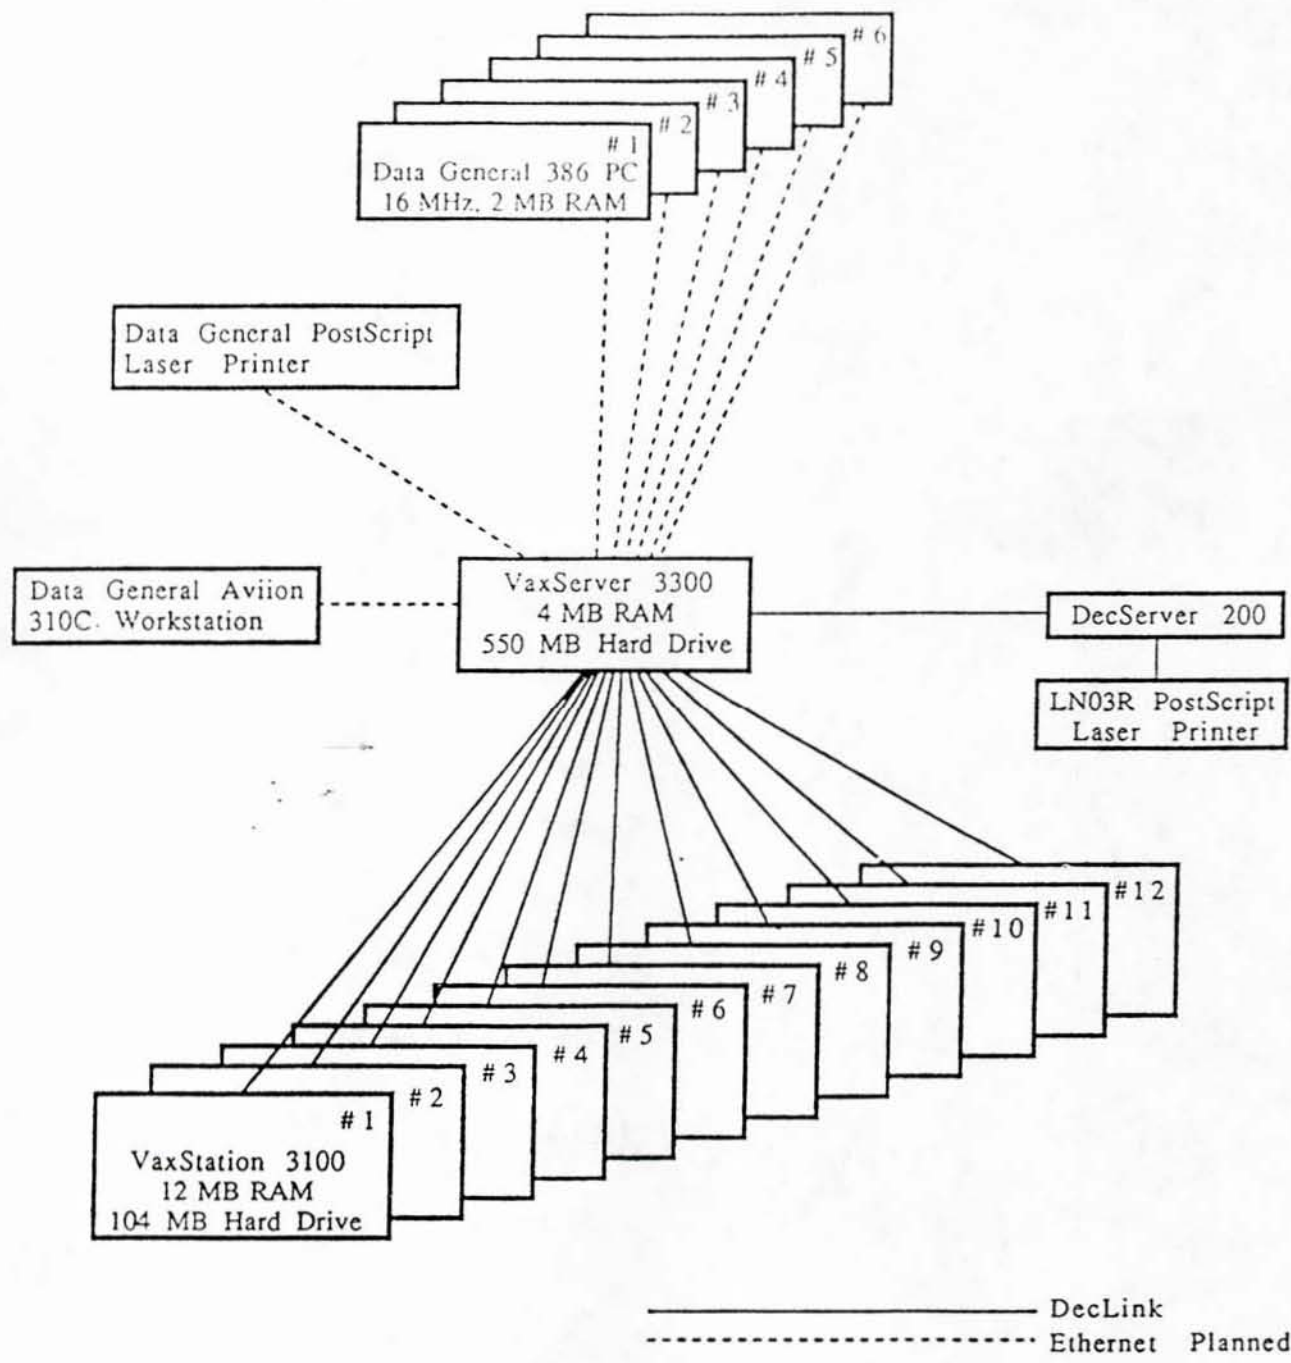 # 6
# 5
# 4
# 3
# 2
# 1
Data General 386 PC
16 MHz, 2 MB RAM
Data General PostScript
Laser Printer
Data General Aviion
310C Workstation
VaxServer 3300
4 MB RAM
550 MB Hard Drive
DecServer 200
LN03R PostScript
Laser Printer
#12
#11
#10
#9
#8
#7
#6
#5
#4
#3
#2
#1
VaxStation 3100
12 MB RAM
104 MB Hard Drive
DecLink
Ethernet Planned